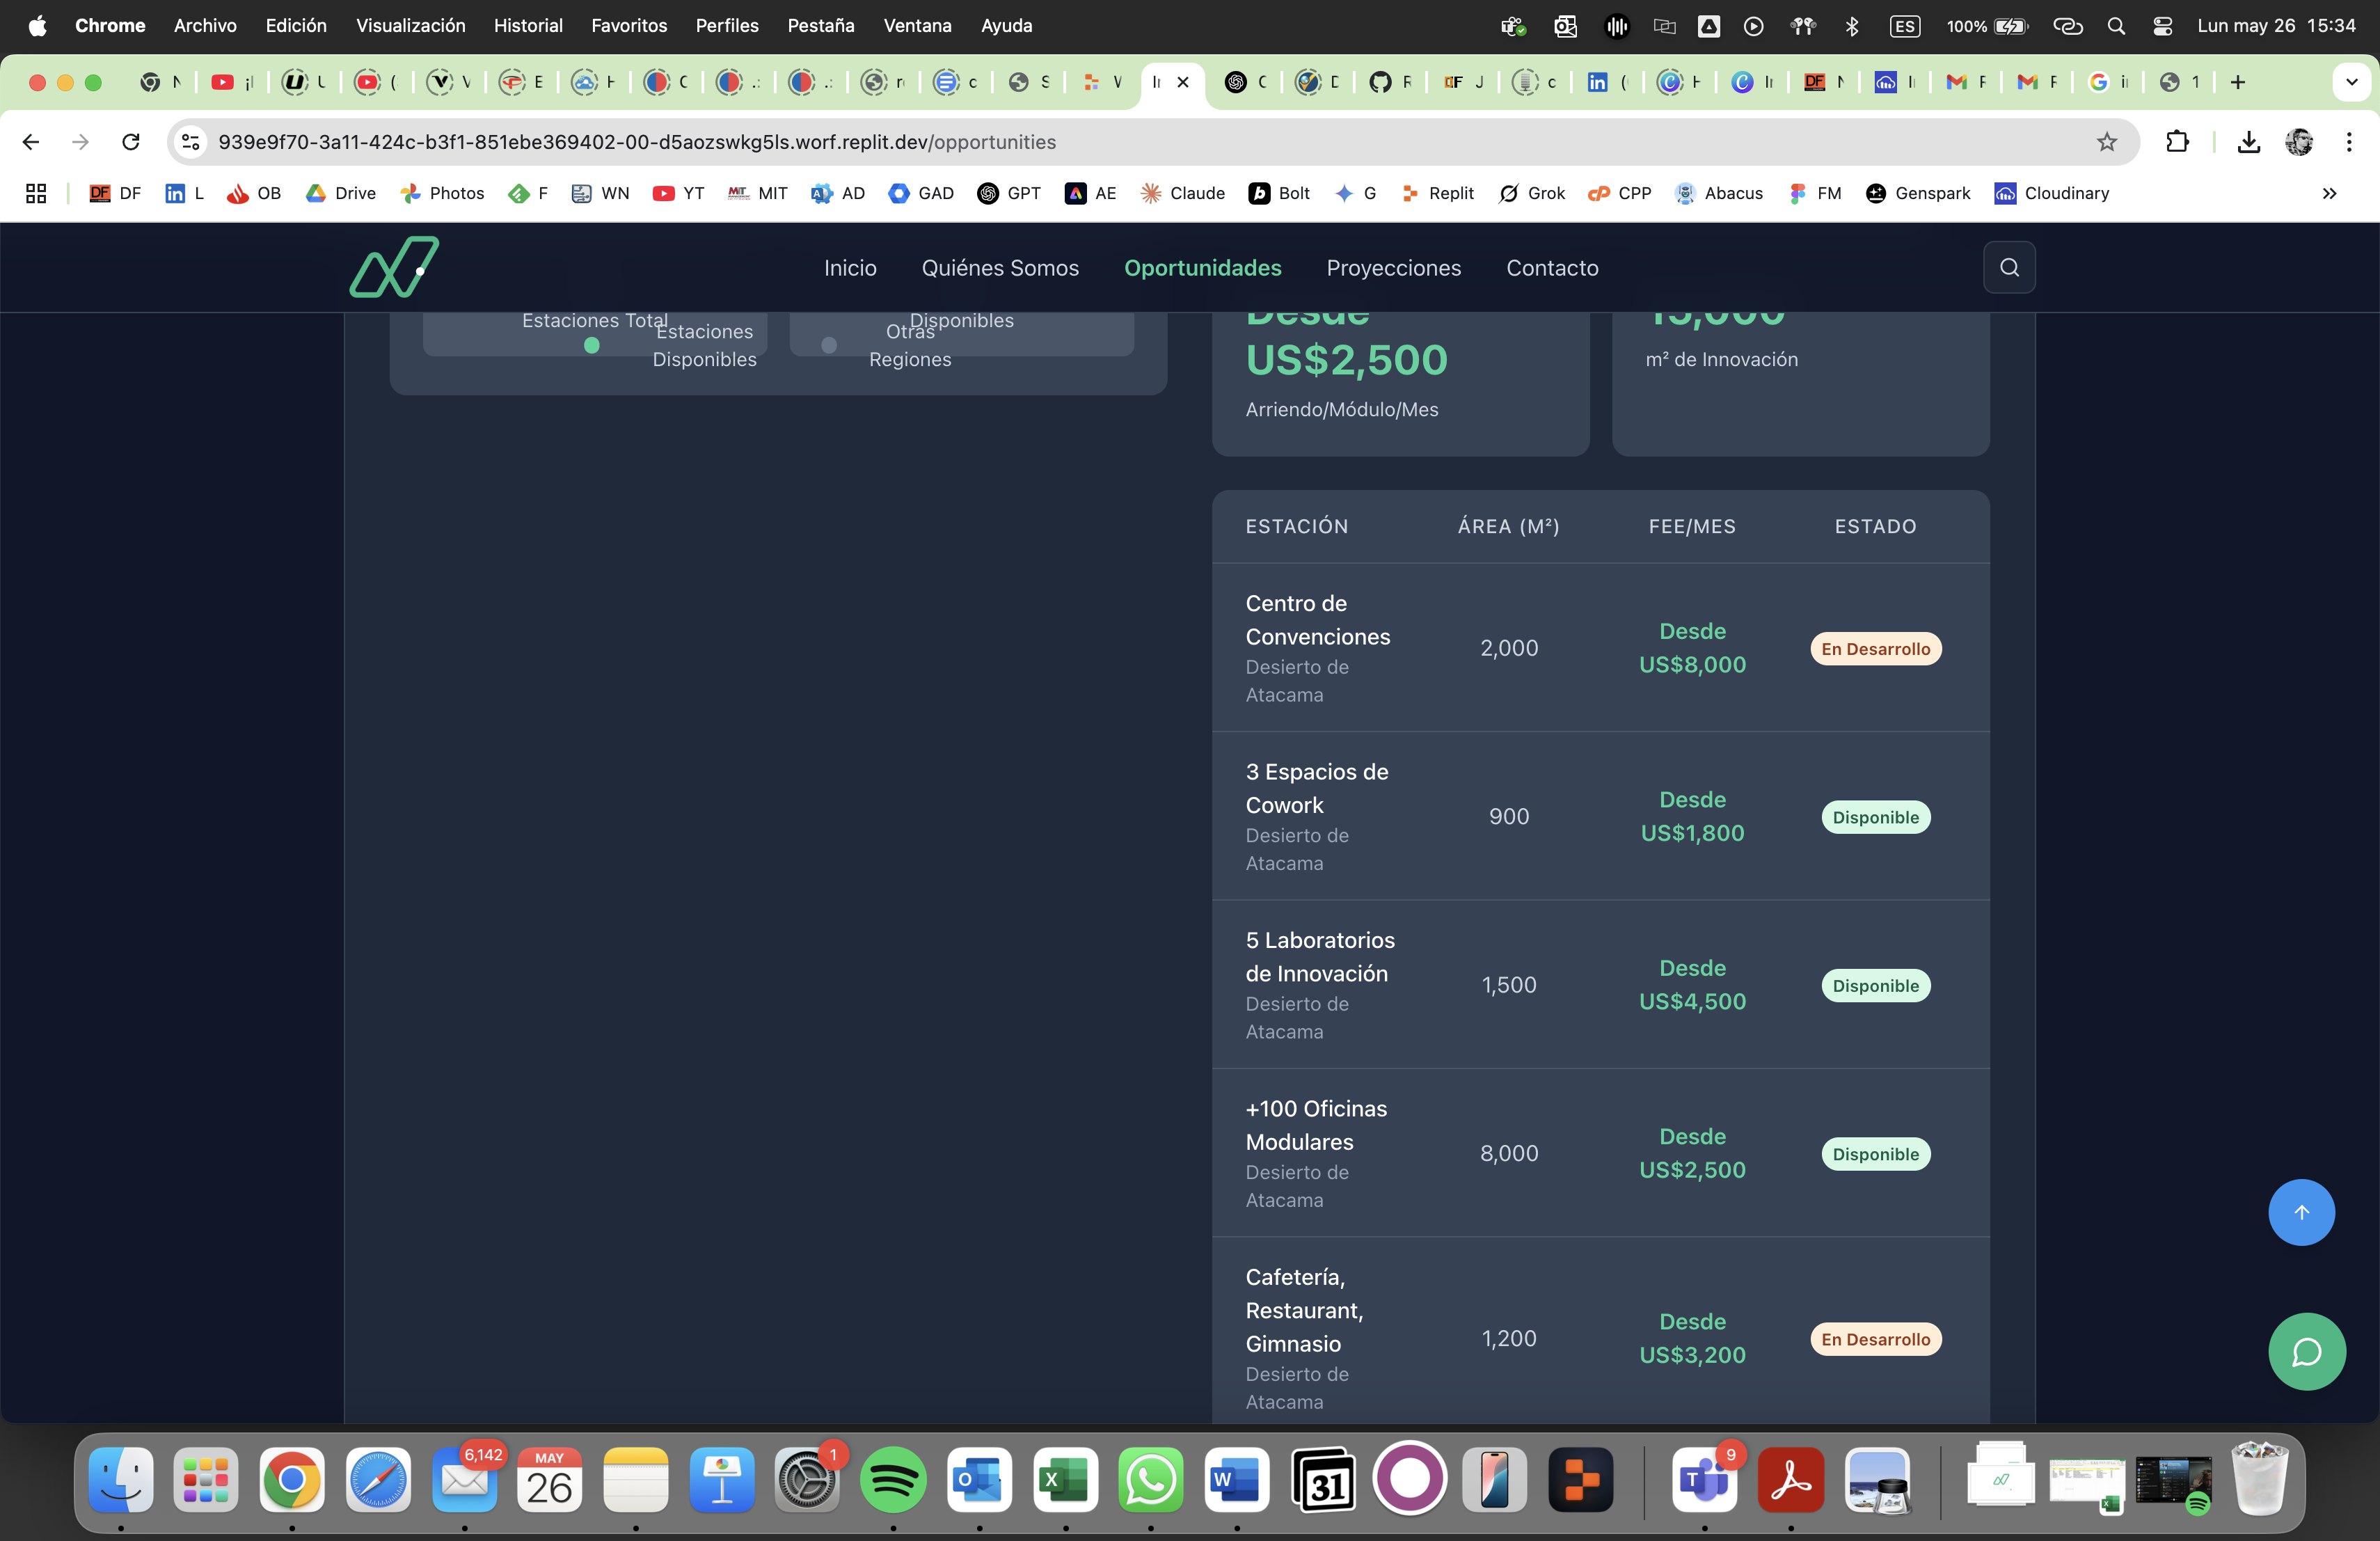 Chrome Archivo Edición Visualización Historial Favoritos Perfiles Pestaña Ventana Ayuda ES 100% Lun may 26 15:34
939e9f70-3a11-424c-b3f1-851ebe369402-00-d5aozswkg5ls.worf.replit.dev/opportunities
DF L OB Drive Photos F WN YT MIT AD GAD GPT AE Claude Bolt G Replit Grok CPP Abacus FM Genspark Cloudinary
Inicio Quiénes Somos Oportunidades Proyecciones Contacto
Estaciones Total
Disponibles
Estaciones
Disponibles
Otras
Regiones
Desde
US$2,500
Arriendo/Módulo/Mes
15,000
m² de Innovación
ESTACIÓN ÁREA (M²) FEE/MES ESTADO
Centro de
Convenciones
Desierto de
Atacama
2,000
Desde
US$8,000
En Desarrollo
3 Espacios de
Cowork
Desierto de
Atacama
900
Desde
US$1,800
Disponible
5 Laboratorios
de Innovación
Desierto de
Atacama
1,500
Desde
US$4,500
Disponible
+100 Oficinas
Modulares
Desierto de
Atacama
8,000
Desde
US$2,500
Disponible
Cafetería,
Restaurant,
Gimnasio
Desierto de
Atacama
1,200
Desde
US$3,200
En Desarrollo
6,142
MAY
26
1
31
9